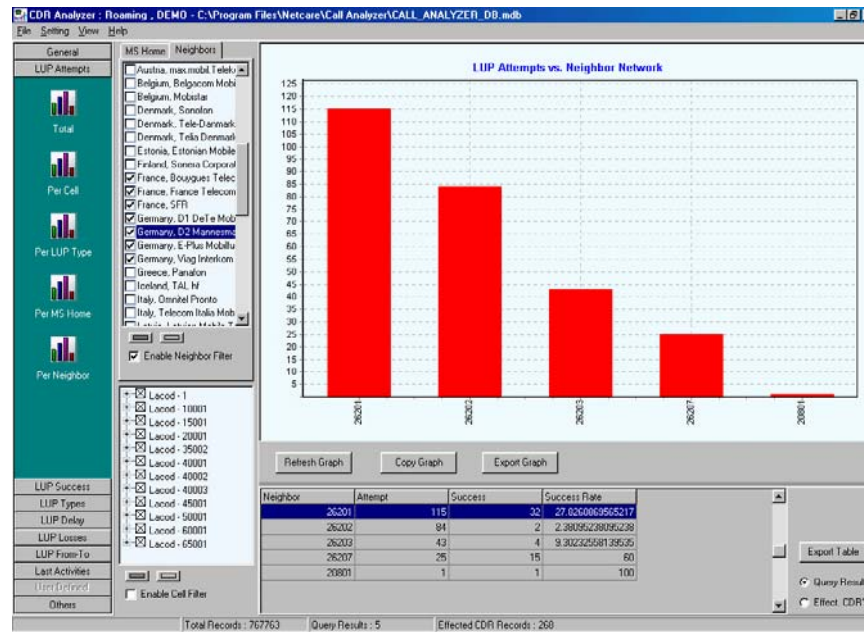 CDR Analyzer : Roaming , DEMO - C:\Program Files\Netcare\Call Analyzer\CALL_ANALYZER_DB.mdb
File Setting View Help
General
LUP Attempts
Total
Per Cell
Per LUP Type
Per MS Home
Per Neighbor
LUP Success
LUP Types
LUP Delay
LUP Losses
LUP From-To
Last Activities
User Defined
Others
MS Home Neighbors
Austria, max.mobil.Telek
Belgium, Belgacom Mobi
Belgium, Mobistar
Denmark, Sonofon
Denmark, Tele-Danmark
Denmark, Telia Denmark
Estonia, Estonian Mobile
Finland, Sonera Corporat
France, Bouygues Telec
France, France Telecom
France, SFR
Germany, D1 DeTe Mob
Germany, D2 Mannesma
Germany, E-Plus Mobilfu
Germany, Viag Interkom
Greece, Panafon
Iceland, TAL hf
Italy, Omnitel Pronto
Italy, Telecom Italia Mob
Enable Neighbor Filter
Lacod - 1
Lacod - 10001
Lacod - 15001
Lacod - 20001
Lacod - 35002
Lacod - 40001
Lacod - 40002
Lacod - 40003
Lacod - 45001
Lacod - 50001
Lacod - 60001
Lacod - 65001
Enable Cell Filter
LUP Attempts vs. Neighbor Network
125
120
115
110
105
100
95
90
85
80
75
70
65
60
55
50
45
40
35
30
25
20
15
10
5
26201 26202 26203 26207 20801
Refresh Graph Copy Graph Export Graph
Neighbor Attempt Success Success Rate
26201 115 32 27.8260869565217
26202 84 2 2.38095238095238
26203 43 4 9.30232558139535
26207 25 15 60
20801 1 1 100
Export Table
Query Result
Effect. CDR'
Total Records : 767763 Query Results : 5 Effected CDR Records : 268